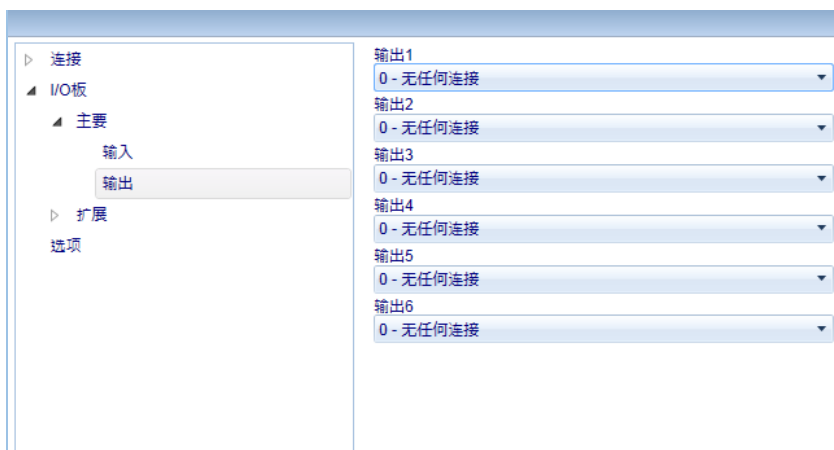 连接
I/O板
主要
输入
输出
扩展
选项
输出1
0 - 无任何连接
输出2
0 - 无任何连接
输出3
0 - 无任何连接
输出4
0 - 无任何连接
输出5
0 - 无任何连接
输出6
0 - 无任何连接